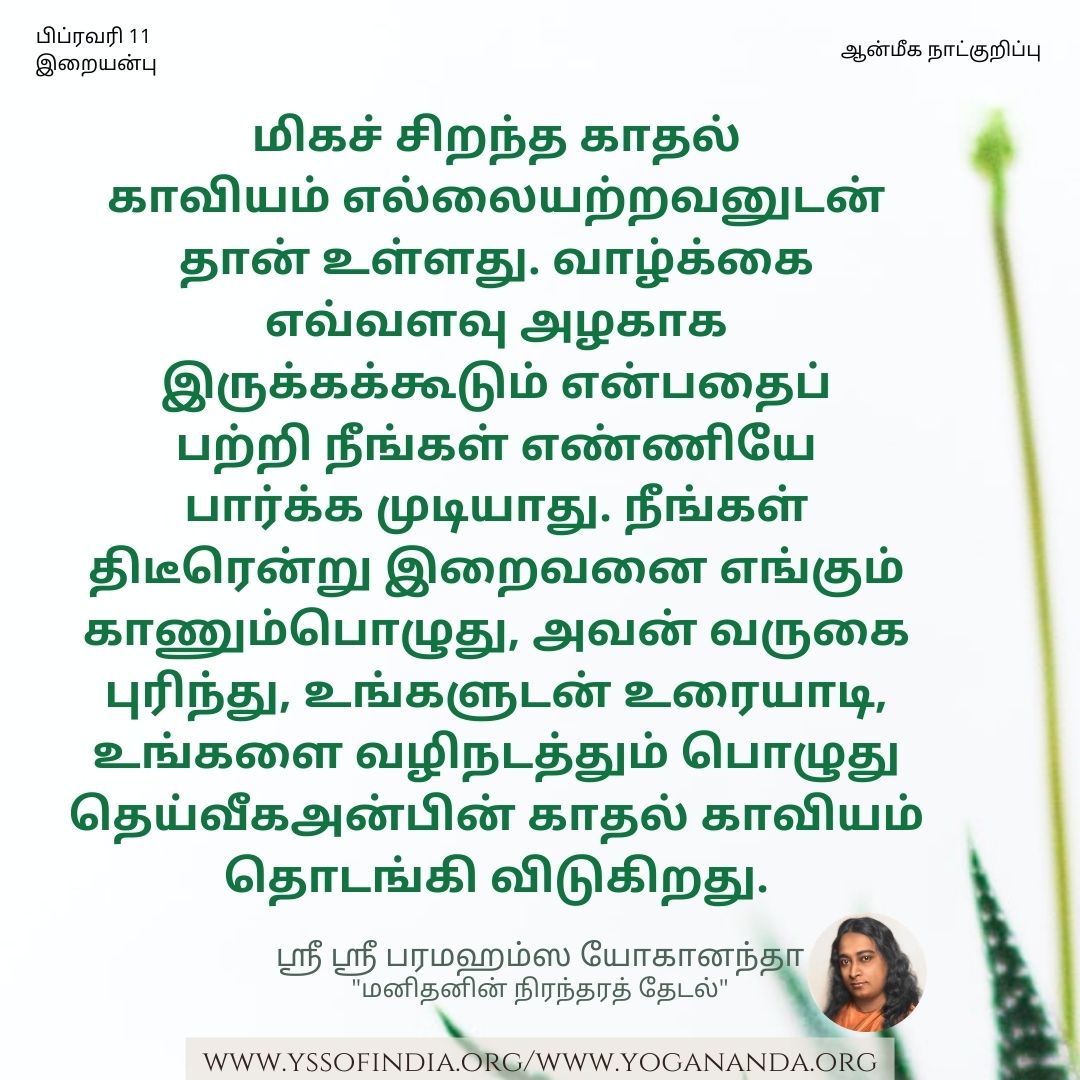 பிப்ரவரி 11
இறையன்பு
ஆன்மீக நாட்குறிப்பு
மிகச் சிறந்த காதல்
காவியம் எல்லையற்றவனுடன்
தான் உள்ளது. வாழ்க்கை
எவ்வளவு அழகாக
இருக்கக்கூடும் என்பதைப்
பற்றி நீங்கள் எண்ணியே
பார்க்க முடியாது. நீங்கள்
திடீரென்று இறைவனை எங்கும்
காணும்பொழுது, அவன் வருகை
புரிந்து, உங்களுடன் உரையாடி,
உங்களை வழிநடத்தும் பொழுது
தெய்வீகஅன்பின் காதல் காவியம்
தொடங்கி விடுகிறது.
ஸ்ரீ ஸ்ரீ பரமஹம்ஸ யோகானந்தா
"மனிதனின் நிரந்தரத் தேடல்"
WWW.YSSOFINDIA.ORG/WWW.YOGANANDA.ORG